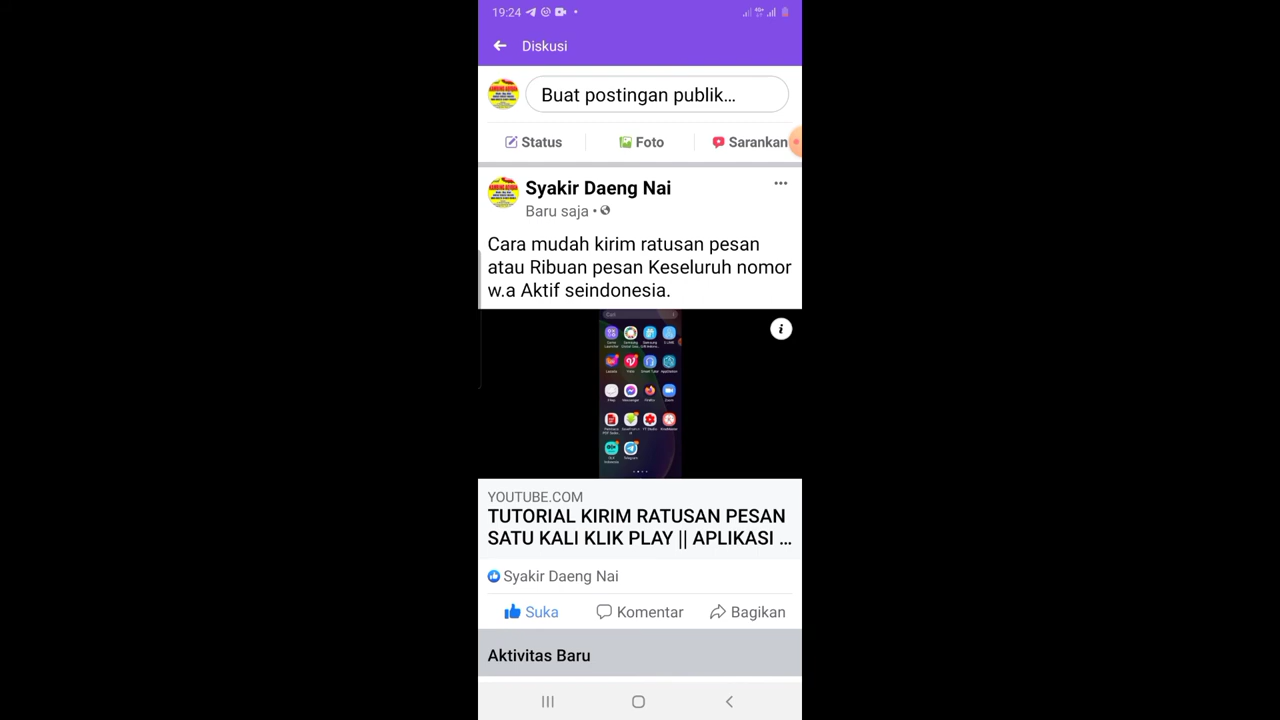 19:24
Diskusi
Buat postingan publik...
Status
Foto
Sarankan
Syakir Daeng Nai
Baru saja
Cara mudah kirim ratusan pesan
atau Ribuan pesan Keseluruh nomor
w.a Aktif seindonesia.
Cari
YOUTUBE.COM
TUTORIAL KIRIM RATUSAN PESAN
SATU KALI KLIK PLAY || APLIKASI ...
Syakir Daeng Nai
Suka
Komentar
Bagikan
Aktivitas Baru